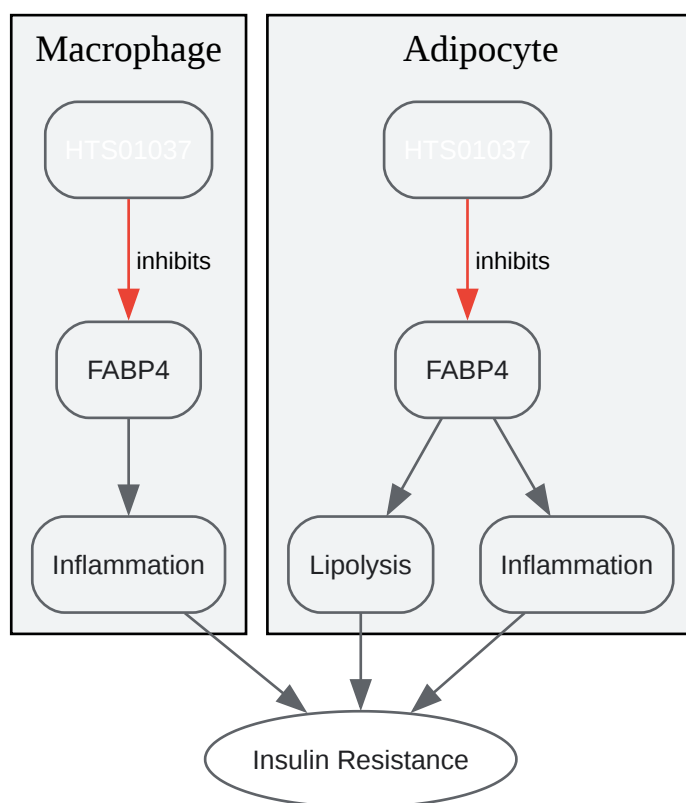 Macrophage
HTS01037
inhibits
FABP4
Inflammation
Adipocyte
HTS01037
inhibits
FABP4
Lipolysis
Inflammation
Insulin Resistance